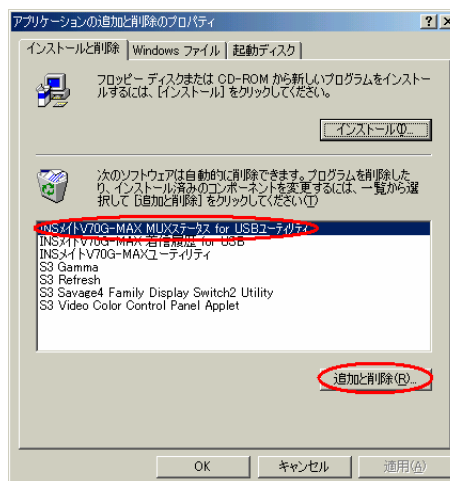 アプリケーションの追加と削除のプロパティ
インストールと削除 Windows ファイル 起動ディスク
フロッピー ディスクまたは CD-ROM から新しいプログラムをインストー
ルするには、[インストール] をクリックしてください。
インストール(I)...
次のソフトウェアは自動的に削除できます。プログラムを削除した
り、インストール済みのコンポーネントを変更するには、一覧から選
択して [追加と削除] をクリックしてください(T)
INSメイトV70G-MAX MUXステータス for USBユーティリティ
INSメイトV70G-MAX 着信履歴 for USB
INSメイトV70G-MAXユーティリティ
S3 Gamma
S3 Refresh
S3 Savage4 Family Display Switch2 Utility
S3 Video Color Control Panel Applet
追加と削除(R)...
OK キャンセル 適用(A)